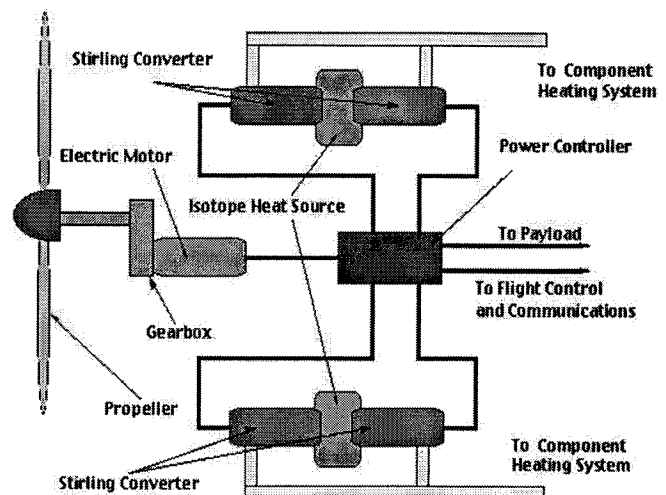 Stirling Converter
To Component
Heating System
Electric Motor
Power Controller
Isotope Heat Source
To Payload
To Flight Control
and Communications
Gearbox
Propeller
To Component
Heating System
Stirling Converter